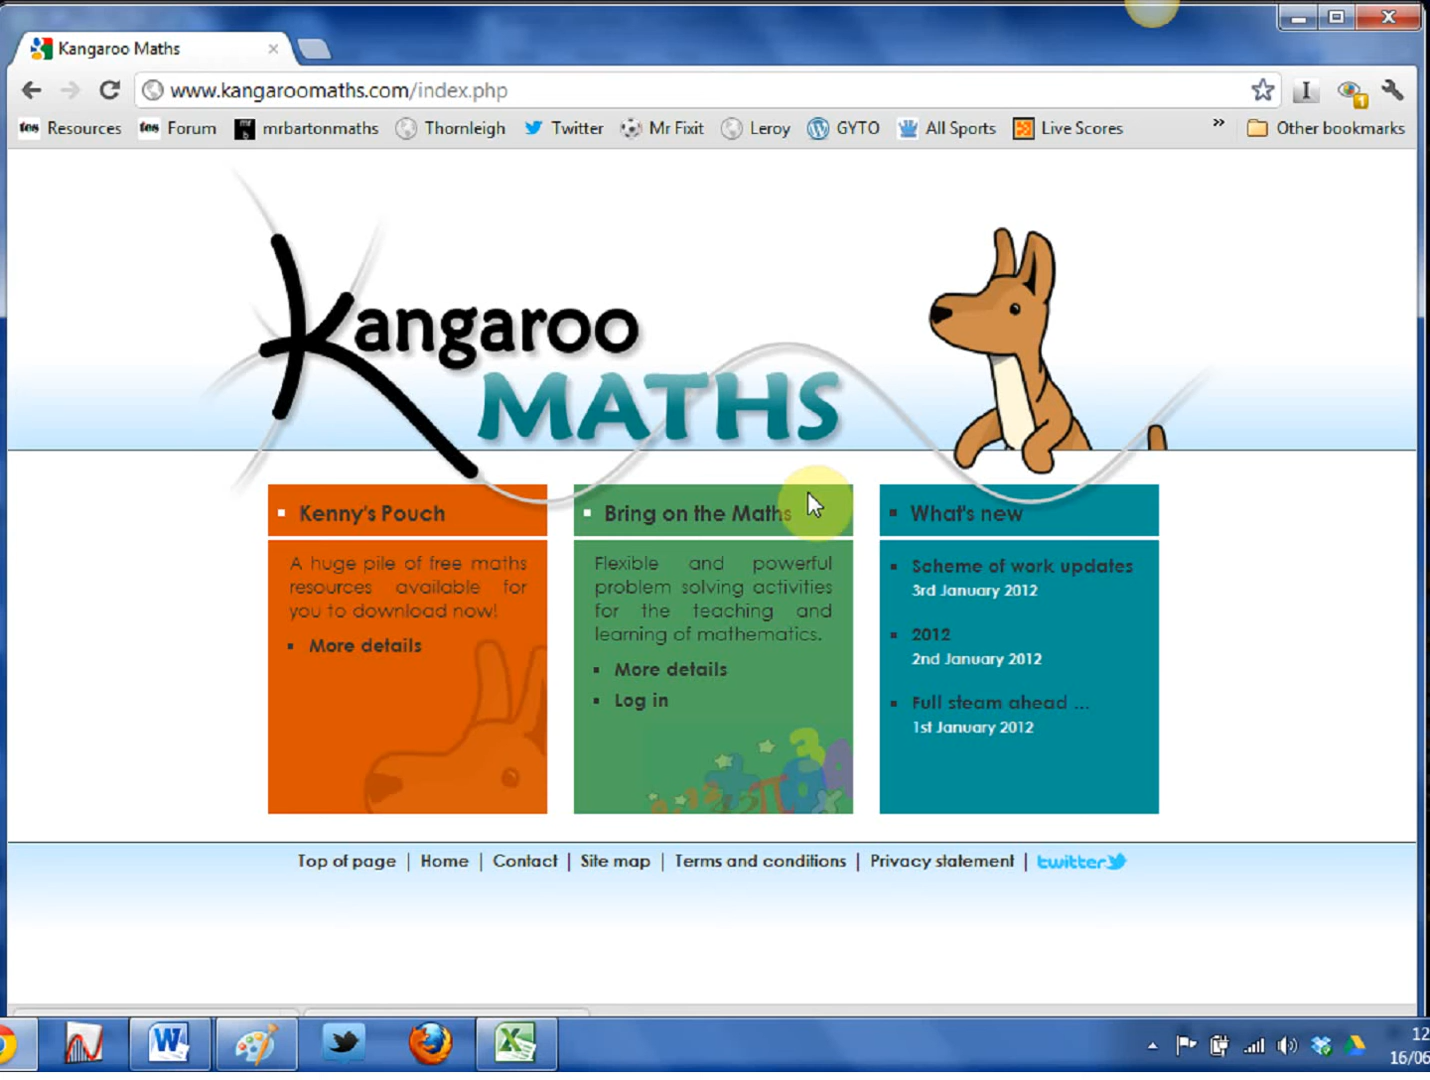 Kangaroo Maths
www.kangaroomaths.com/index.php
tes Resources tes Forum mrbartonmaths Thornleigh Twitter Mr Fixit Leroy GYTO All Sports Live Scores » Other bookmarks
Kangaroo
MATHS
Kenny's Pouch
A huge pile of free maths
resources available for
you to download now!
More details
Bring on the Maths
Flexible and powerful
problem solving activities
for the teaching and
learning of mathematics.
More details
Log in
What's new
Scheme of work updates
3rd January 2012
2012
2nd January 2012
Full steam ahead ...
1st January 2012
Top of page | Home | Contact | Site map | Terms and conditions | Privacy statement | twitter
12
16/06